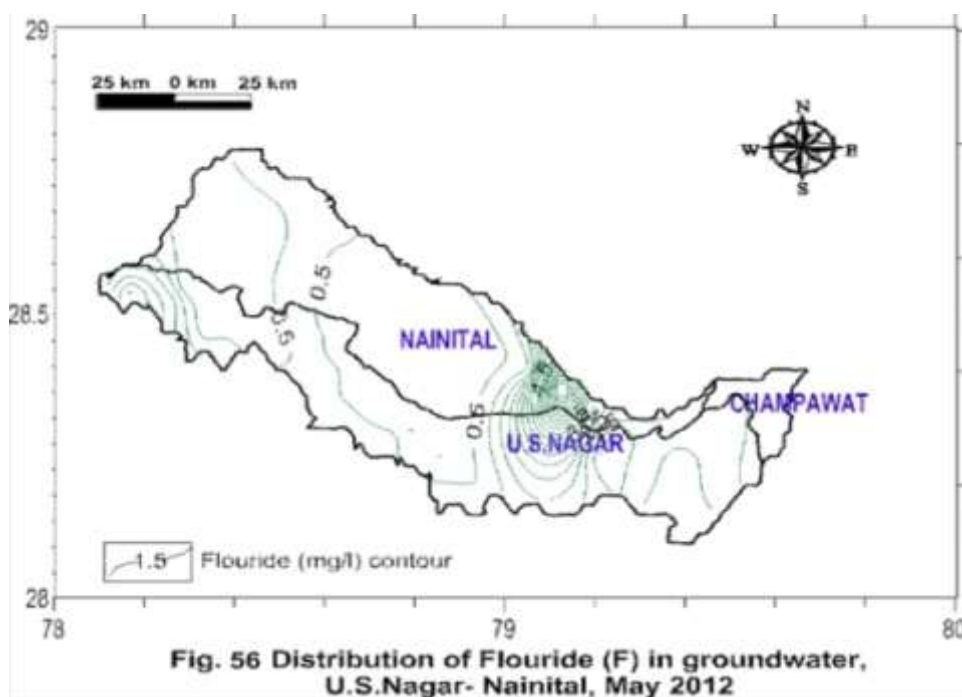 29
25 km 0 km 25 km
N
W E
S
0.5
28.5
0.5
NAINITAL
CHAMPAWAT
0.5
U.S.NAGAR
1.5 Flouride (mg/l) contour
28
78 79 80
Fig. 56 Distribution of Flouride (F) in groundwater,
U.S.Nagar- Nainital, May 2012